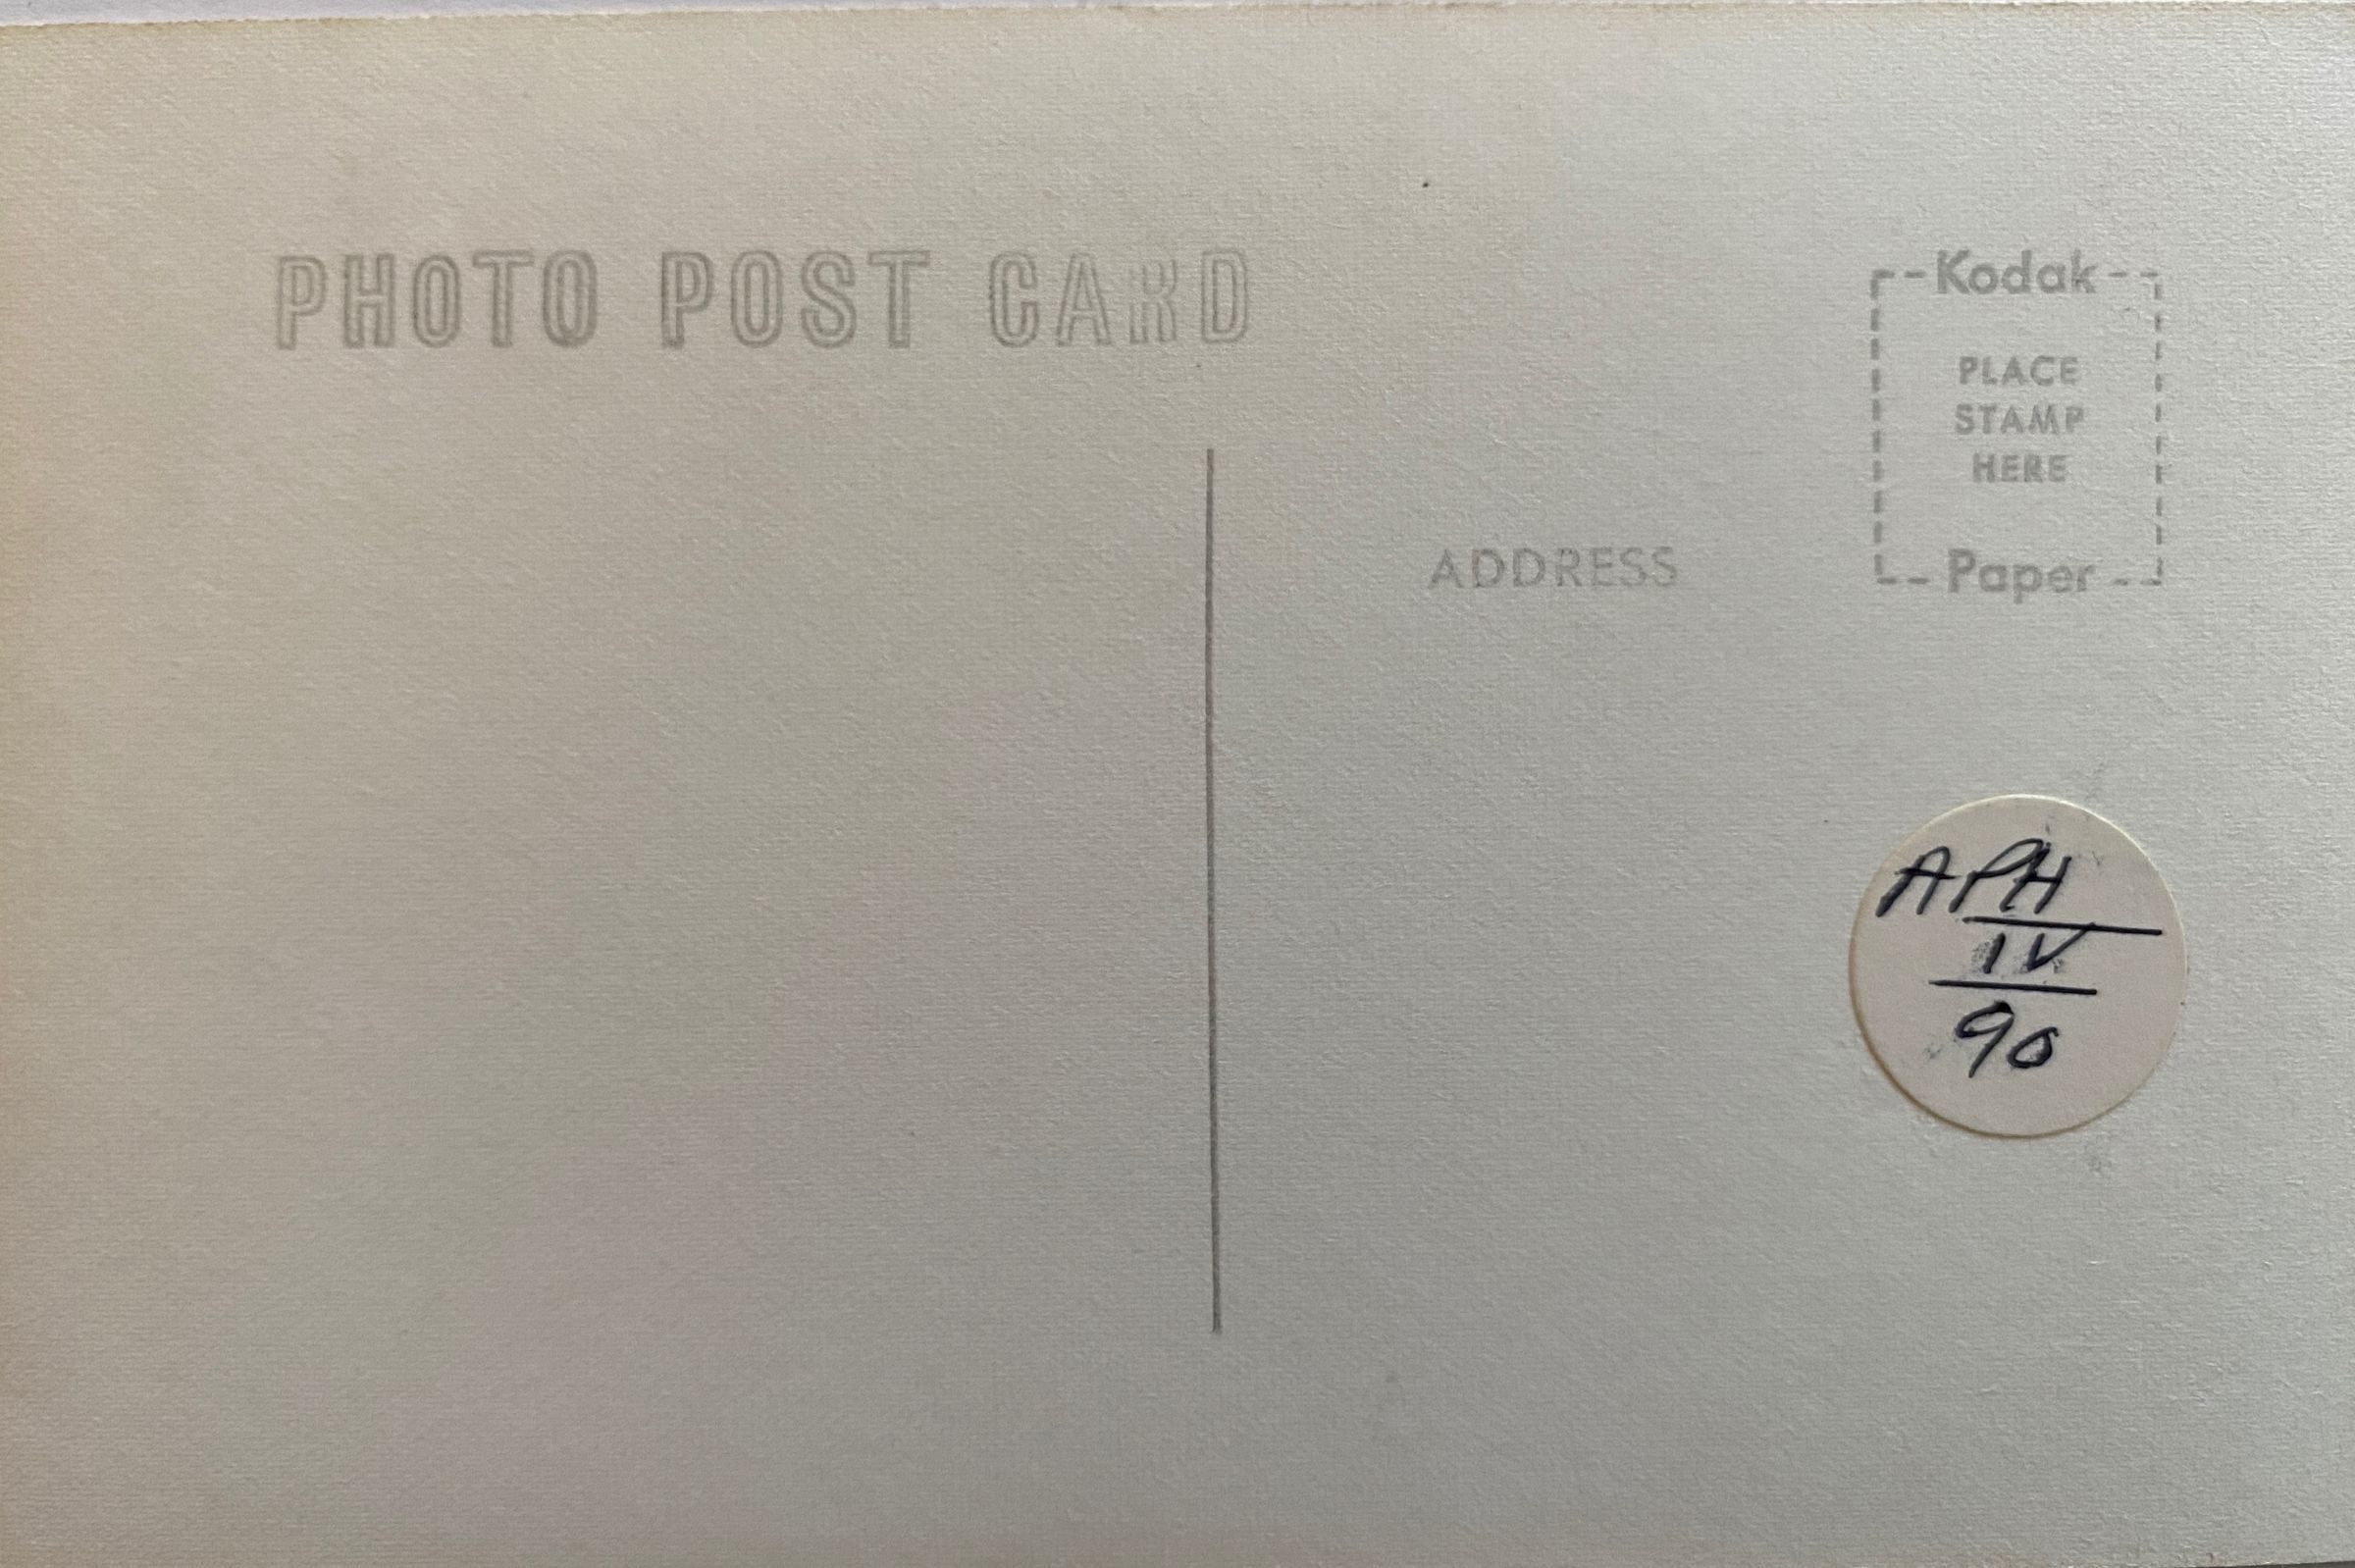 PHOTO POST CARD
Kodak
PLACE
STAMP
HERE
Paper
ADDRESS
APH
IV
90